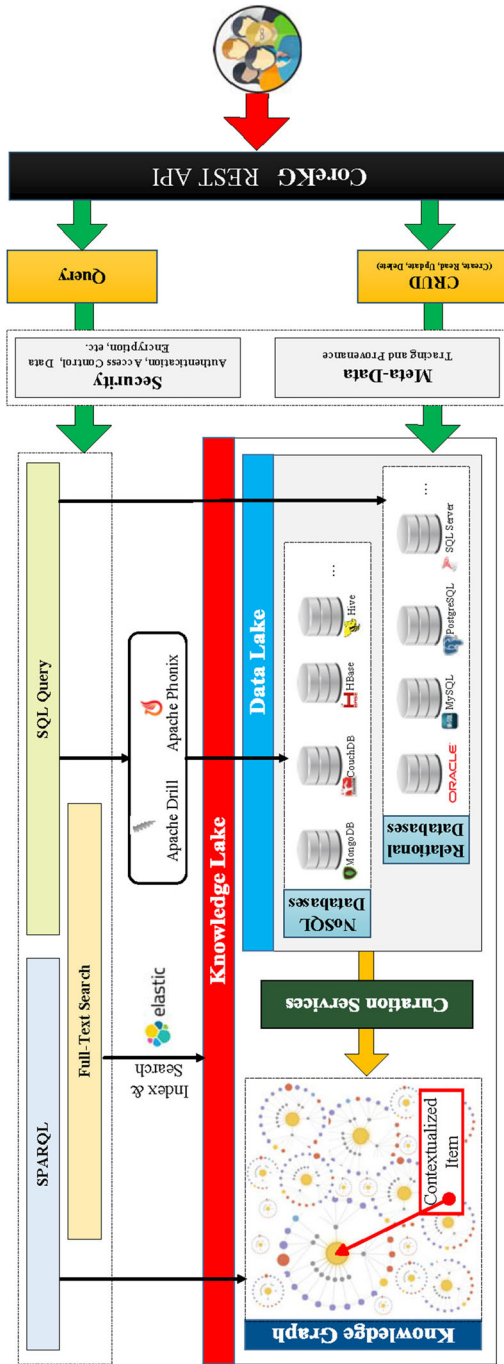 CoreKG REST API
Query
CRUD
(Create, Read, Update, Delete)
Security
Authentication, Access Control, Data
Encryption, etc.
Meta-Data
Tracing and Provenance
SPARQL
SQL Query
Full-Text Search
Index &
Search
elastic
Apache Drill
Apache Phonix
Knowledge Lake
Data Lake
NoSQL
Databases
MongoDB
CouchDB
HBase
Hive
...
Relational
Databases
ORACLE
MySQL
PostgreSQL
SQL Server
...
Curation Services
Knowledge Graph
Contextualized
Item